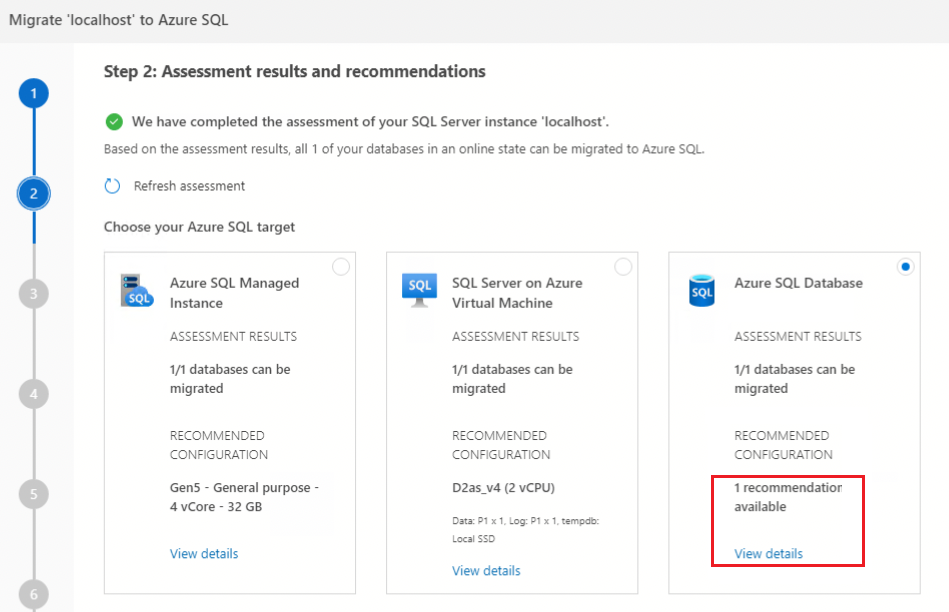 Migrate 'localhost' to Azure SQL
Step 2: Assessment results and recommendations
1
We have completed the assessment of your SQL Server instance 'localhost'.
Based on the assessment results, all 1 of your databases in an online state can be migrated to Azure SQL.
2
Refresh assessment
Choose your Azure SQL target
SQL
Azure SQL Managed
Instance
ASSESSMENT RESULTS
1/1 databases can be
migrated
RECOMMENDED
CONFIGURATION
Gen5 - General purpose -
4 vCore - 32 GB
View details
SQL
SQL Server on Azure
Virtual Machine
ASSESSMENT RESULTS
1/1 databases can be
migrated
RECOMMENDED
CONFIGURATION
D2as_v4 (2 vCPU)
Data: P1 x 1, Log: P1 x 1, tempdb:
Local SSD
View details
SQL
Azure SQL Database
ASSESSMENT RESULTS
1/1 databases can be
migrated
RECOMMENDED
CONFIGURATION
1 recommendation
available
View details
3
4
5
6